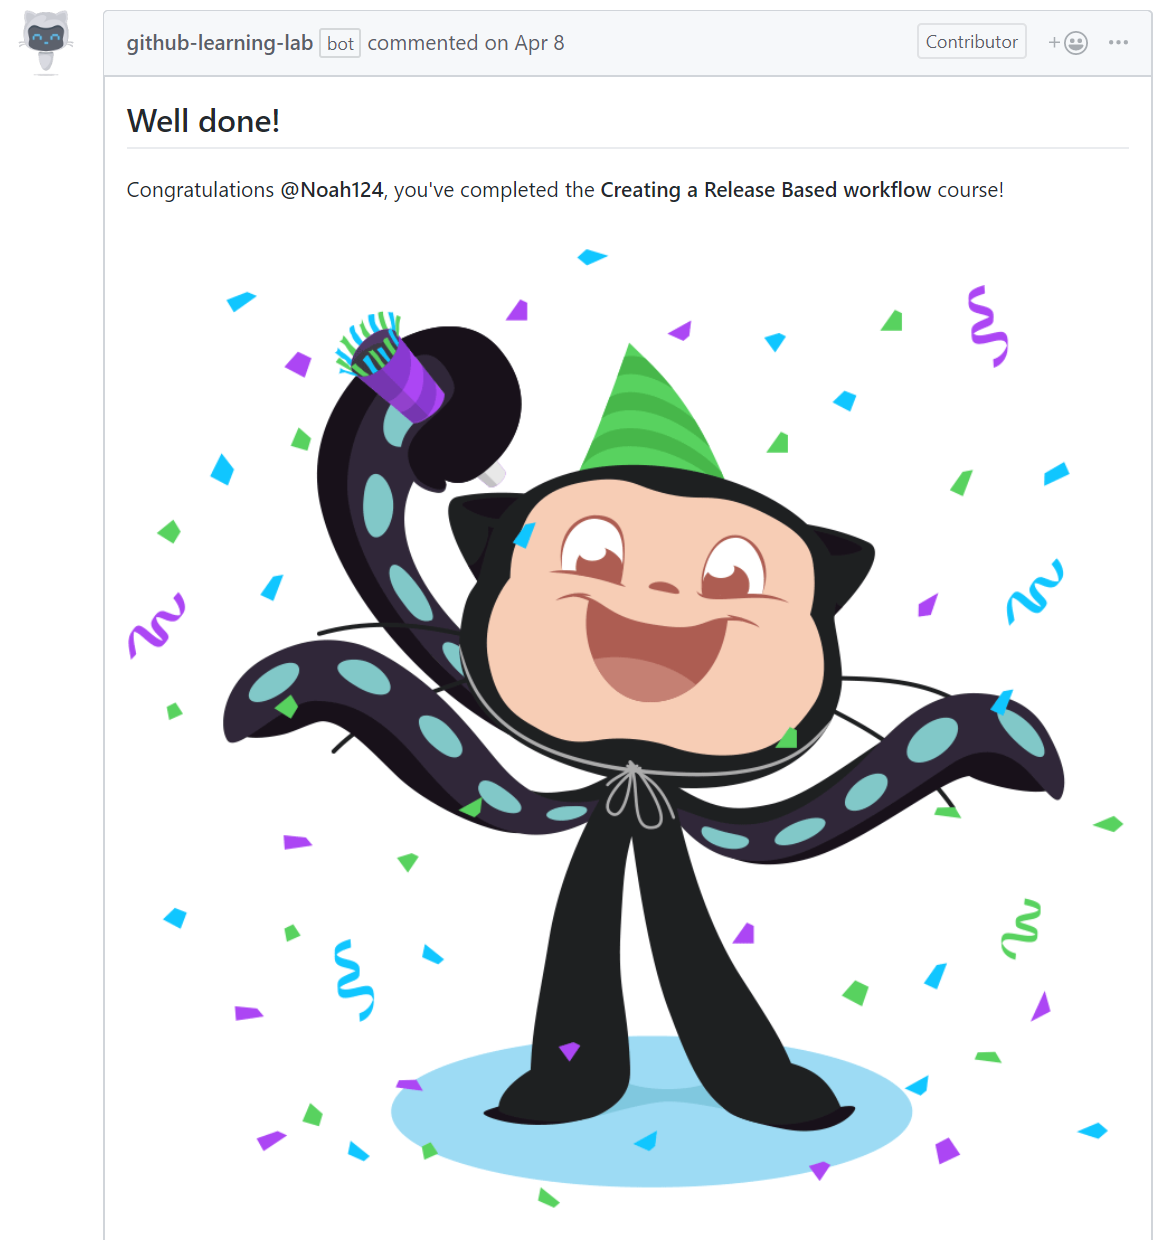 github-learning-lab bot commented on Apr 8 Contributor
Well done!
Congratulations @Noah124, you've completed the Creating a Release Based workflow course!